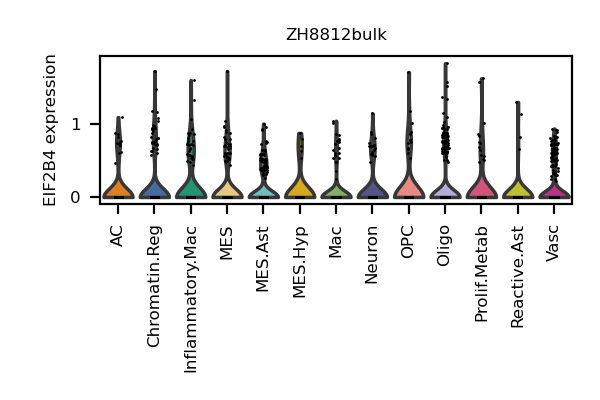 ZH8812bulk
EIF2B4 expression
1
0
AC
Chromatin.Reg
Inflammatory.Mac
MES
MES.Ast
MES.Hyp
Mac
Neuron
OPC
Oligo
Prolif.Metab
Reactive.Ast
Vasc